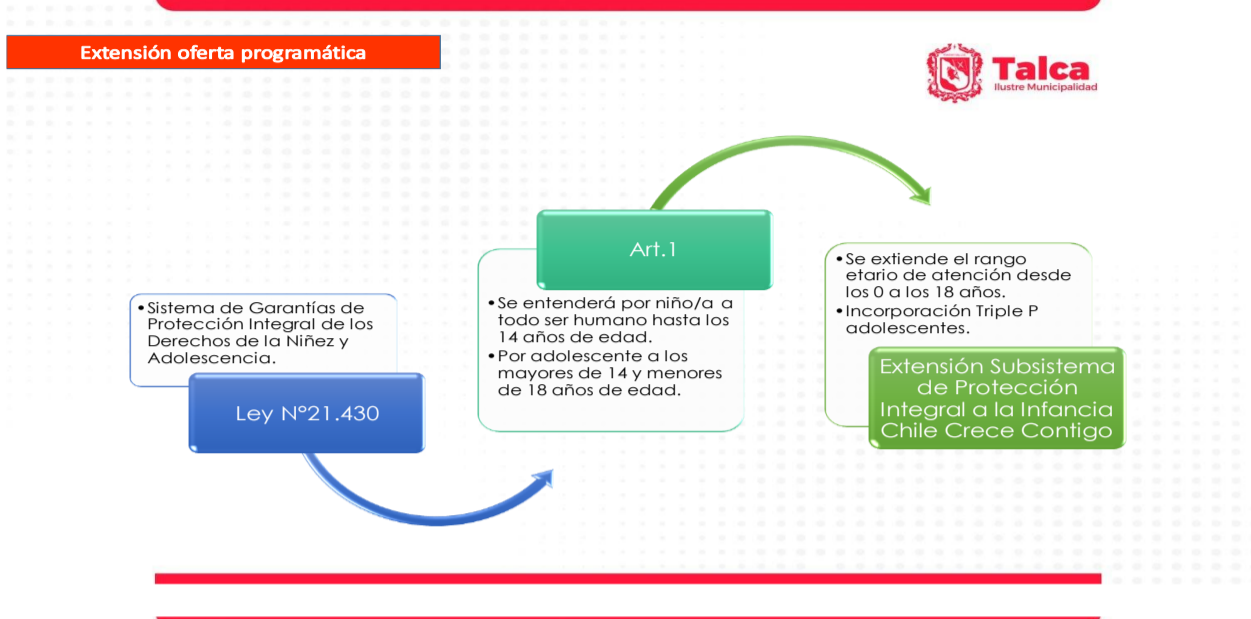 Extensión oferta programática
Talca
Ilustre Municipalidad
•Sistema de Garantías de
Protección Integral de los
Derechos de la Niñez y
Adolescencia.
Ley N°21.430
Art.1
•Se entenderá por niño/a a
todo ser humano hasta los
14 años de edad.
•Por adolescente a los
mayores de 14 y menores
de 18 años de edad.
•Se extiende el rango
etario de atención desde
los 0 a los 18 años.
•Incorporación Triple P
adolescentes.
Extensión Subsistema
de Protección
Integral a la Infancia
Chile Crece Contigo